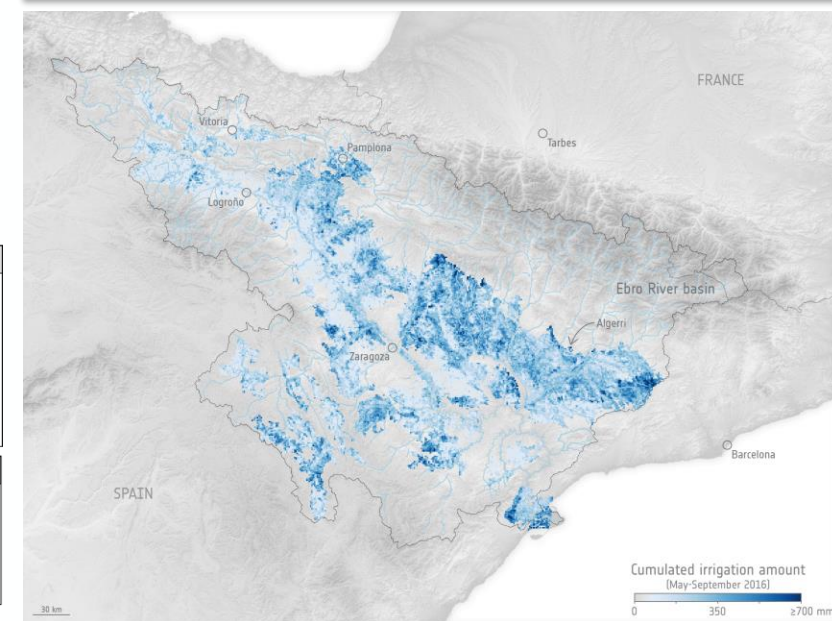 FRANCE
Vitoria
Tarbes
Pamplona
Logroño
Ebro River basin
Algerri
Zaragoza
Barcelona
SPAIN
Cumulated irrigation amount
(May-September 2016)
0 350 ≥700 mm
30 km